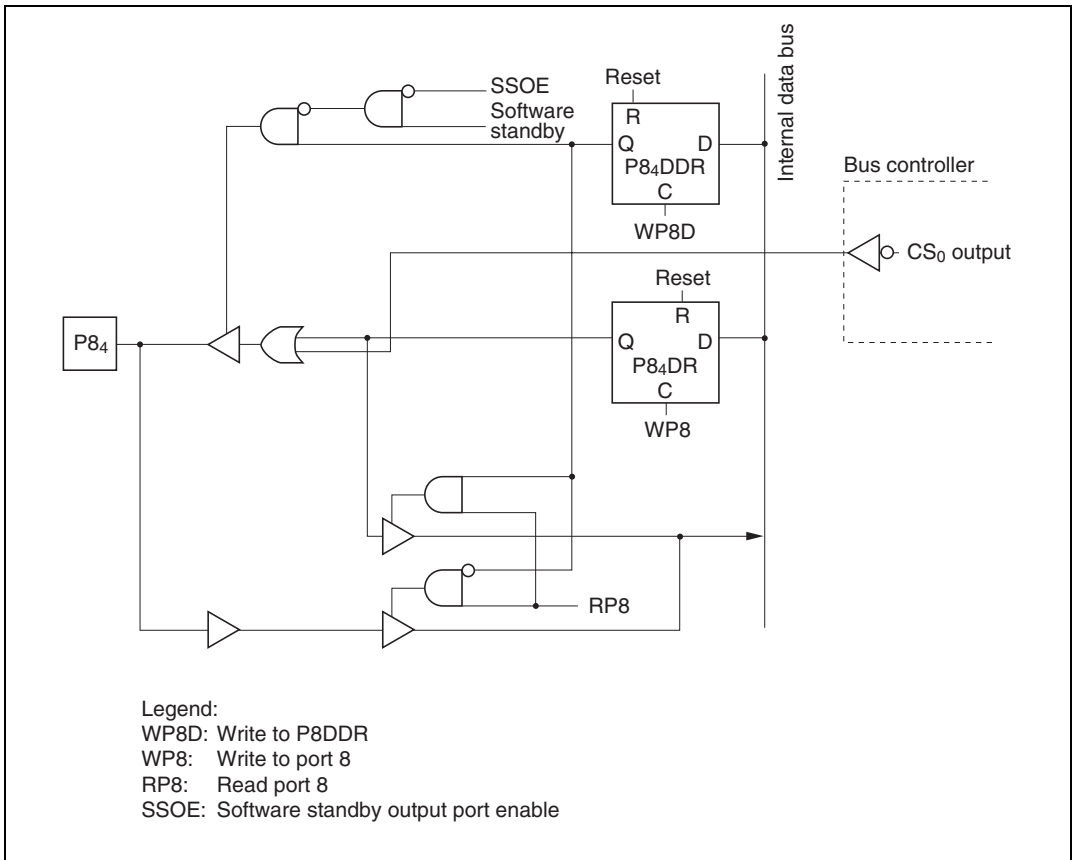 SSOE
Software
standby
Reset
R
Q D
P8₄DDR
C
WP8D
Internal data bus
Bus controller
CS₀ output
Reset
R
Q D
P8₄DR
C
WP8
P8₄
RP8
Legend:
WP8D: Write to P8DDR
WP8: Write to port 8
RP8: Read port 8
SSOE: Software standby output port enable